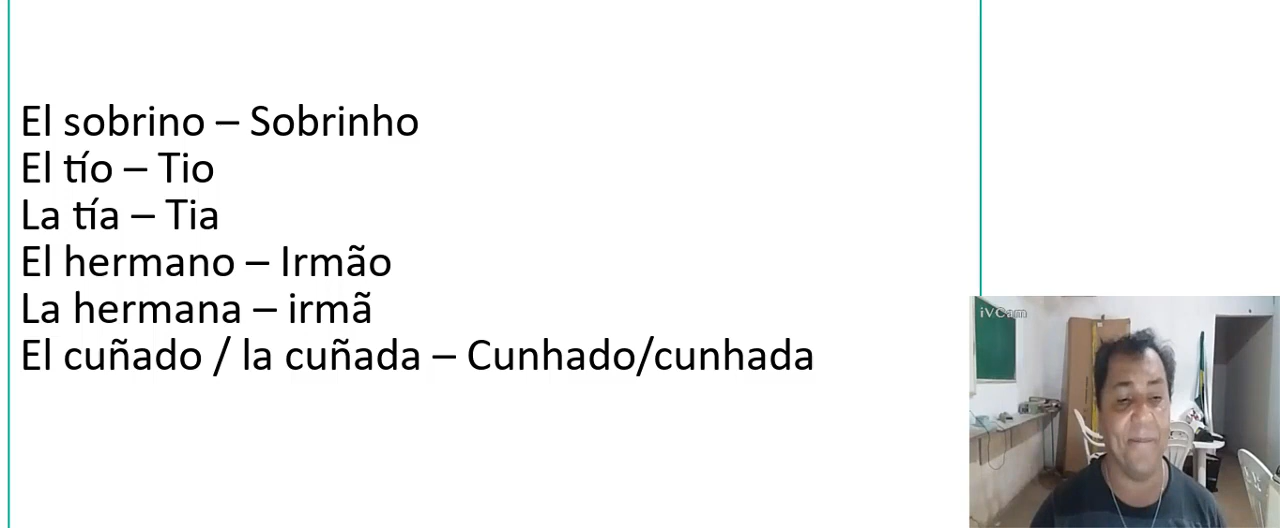 El sobrino – Sobrinho
El tío – Tio
La tía – Tia
El hermano – Irmão
La hermana – irmã
El cuñado / la cuñada – Cunhado/cunhada
iVCam